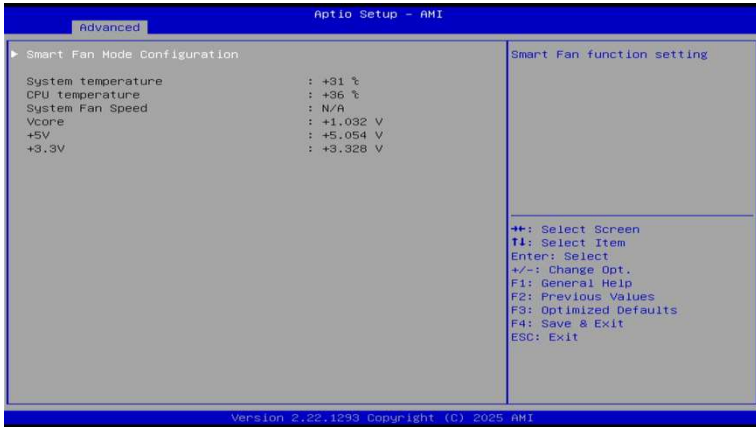 Aptio Setup - AMI
Advanced
▶ Smart Fan Mode Configuration
System temperature : +31 ℃
CPU temperature : +36 ℃
System Fan Speed : N/A
Vcore : +1.032 V
+5V : +5.054 V
+3.3V : +3.328 V
Smart Fan function setting
→←: Select Screen
↑↓: Select Item
Enter: Select
+/-: Change Opt.
F1: General Help
F2: Previous Values
F3: Optimized Defaults
F4: Save & Exit
ESC: Exit
Version 2.22.1293 Copyright (C) 2025 AMI